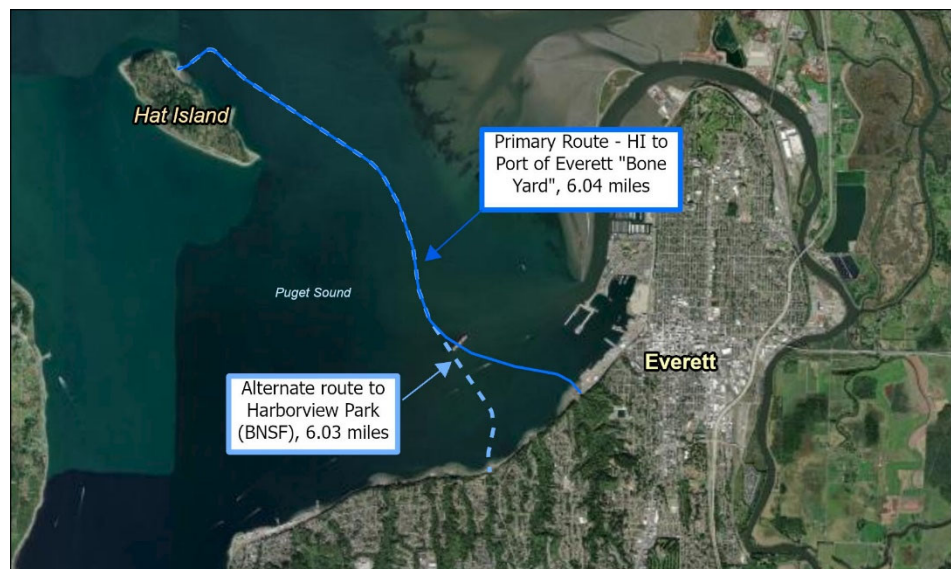 Hat Island
Primary Route - HI to
Port of Everett "Bone
Yard", 6.04 miles
Puget Sound
Everett
Alternate route to
Harborview Park
(BNSF), 6.03 miles